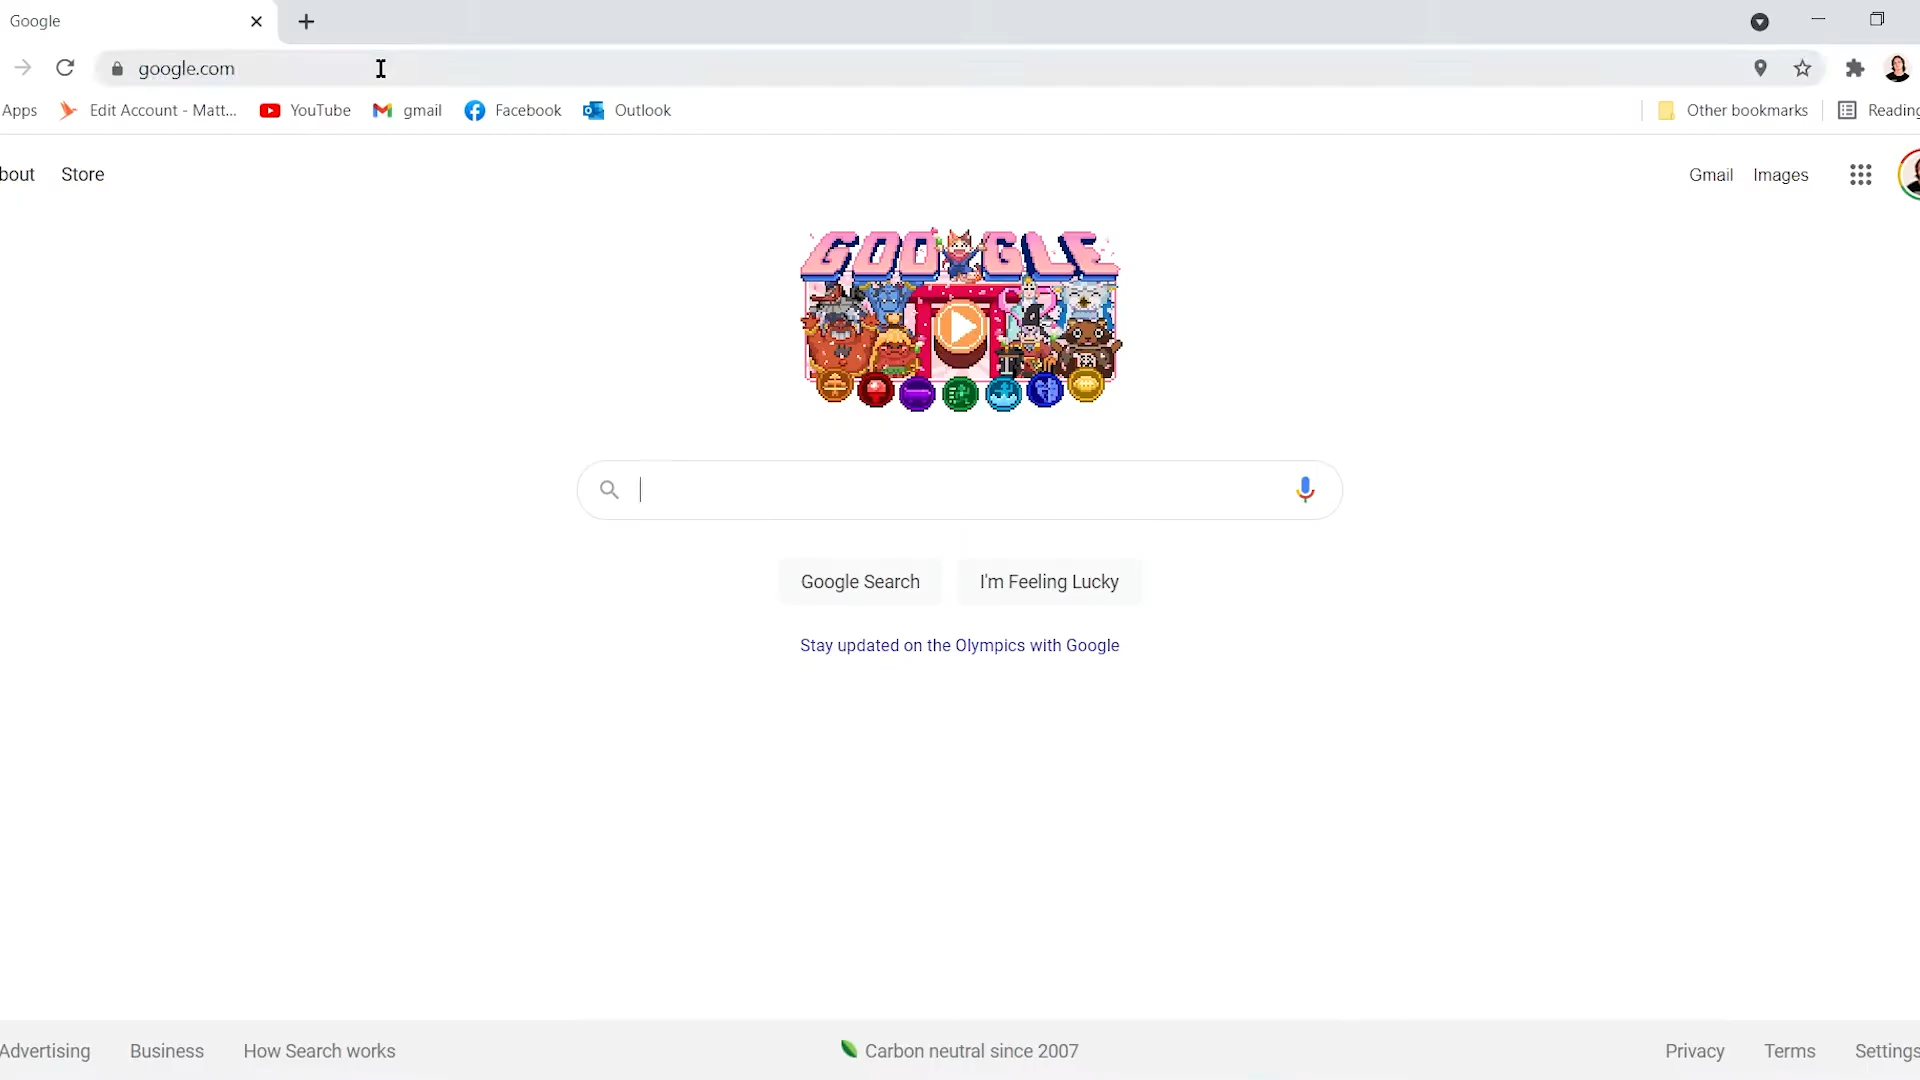 Google
google.com
Apps Edit Account - Matt... YouTube gmail Facebook Outlook Other bookmarks Reading
bout Store Gmail Images
GOOGLE
Google Search I'm Feeling Lucky
Stay updated on the Olympics with Google
Advertising Business How Search works Carbon neutral since 2007 Privacy Terms Settings